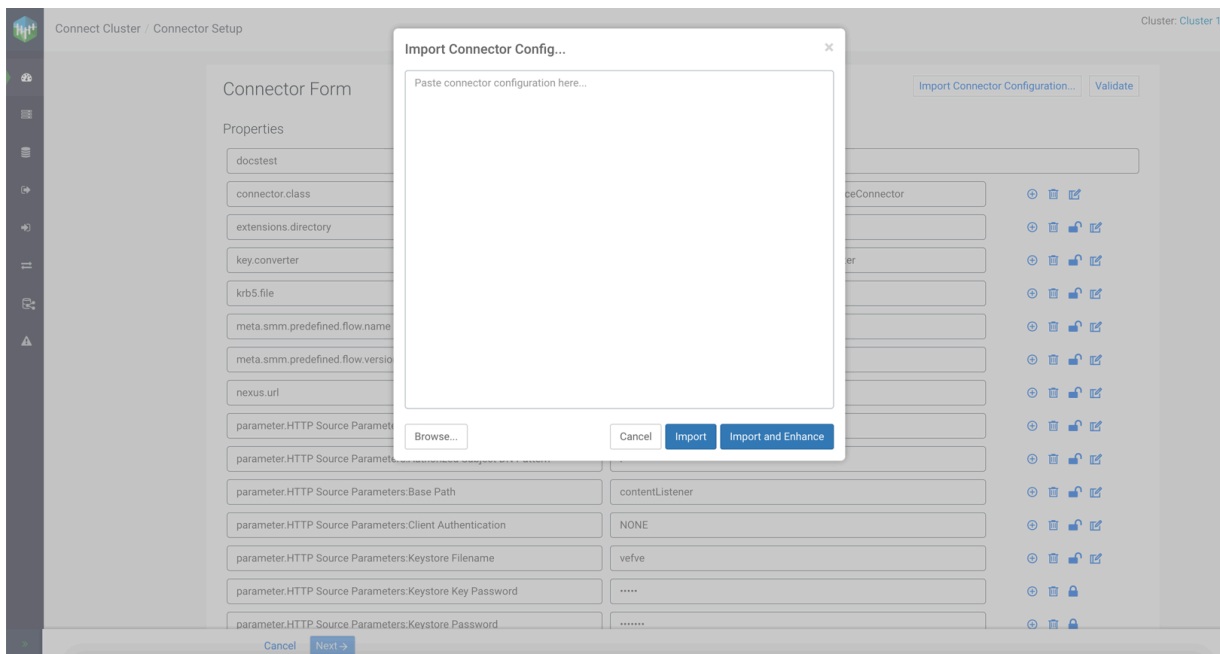 Connect Cluster / Connector Setup
Cluster: Cluster 1
Import Connector Config...
×
Paste connector configuration here...
Connector Form
Import Connector Configuration...
Validate
Properties
docstest
connector.class
ceConnector
extensions.directory
key.converter
er
krb5.file
meta.smm.predefined.flow.name
meta.smm.predefined.flow.versio
nexus.url
parameter.HTTP Source Paramete
Browse...
Cancel
Import
Import and Enhance
parameter.HTTP Source Parameters:Base Path
contentListener
parameter.HTTP Source Parameters:Client Authentication
NONE
parameter.HTTP Source Parameters:Keystore Filename
vefve
parameter.HTTP Source Parameters:Keystore Key Password
•••••
parameter.HTTP Source Parameters:Keystore Password
•••••••
Cancel
Next →